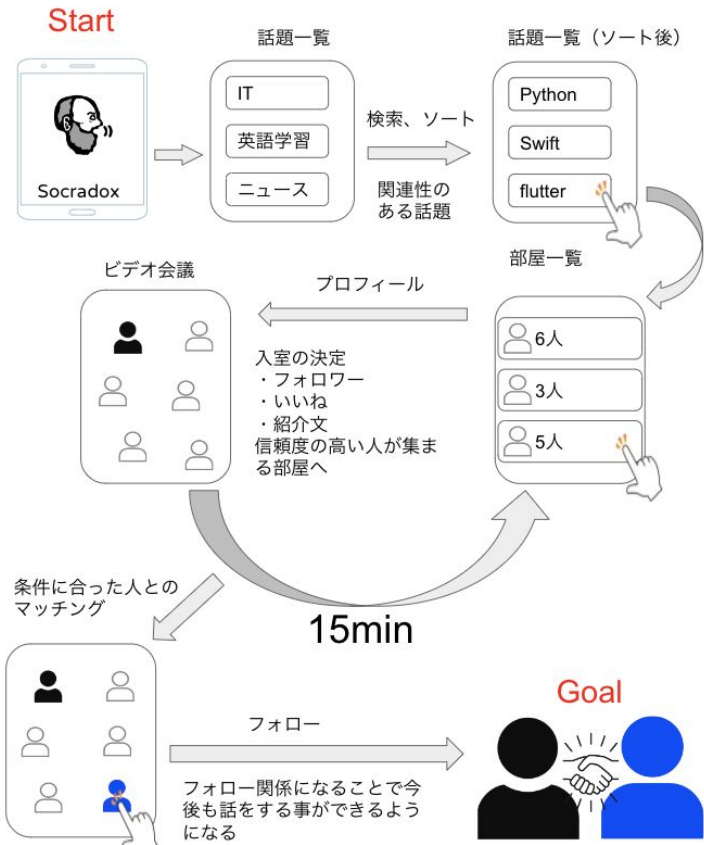 Start
Socradox
話題一覧
IT
英語学習
ニュース
検索、ソート
関連性の
ある話題
話題一覧（ソート後）
Python
Swift
flutter
部屋一覧
6人
3人
5人
プロフィール
入室の決定
・フォロワー
・いいね
・紹介文
信頼度の高い人が集ま
る部屋へ
ビデオ会議
15min
条件に合った人との
マッチング
フォロー
フォロー関係になることで今
後も話をする事ができるよう
になる
Goal